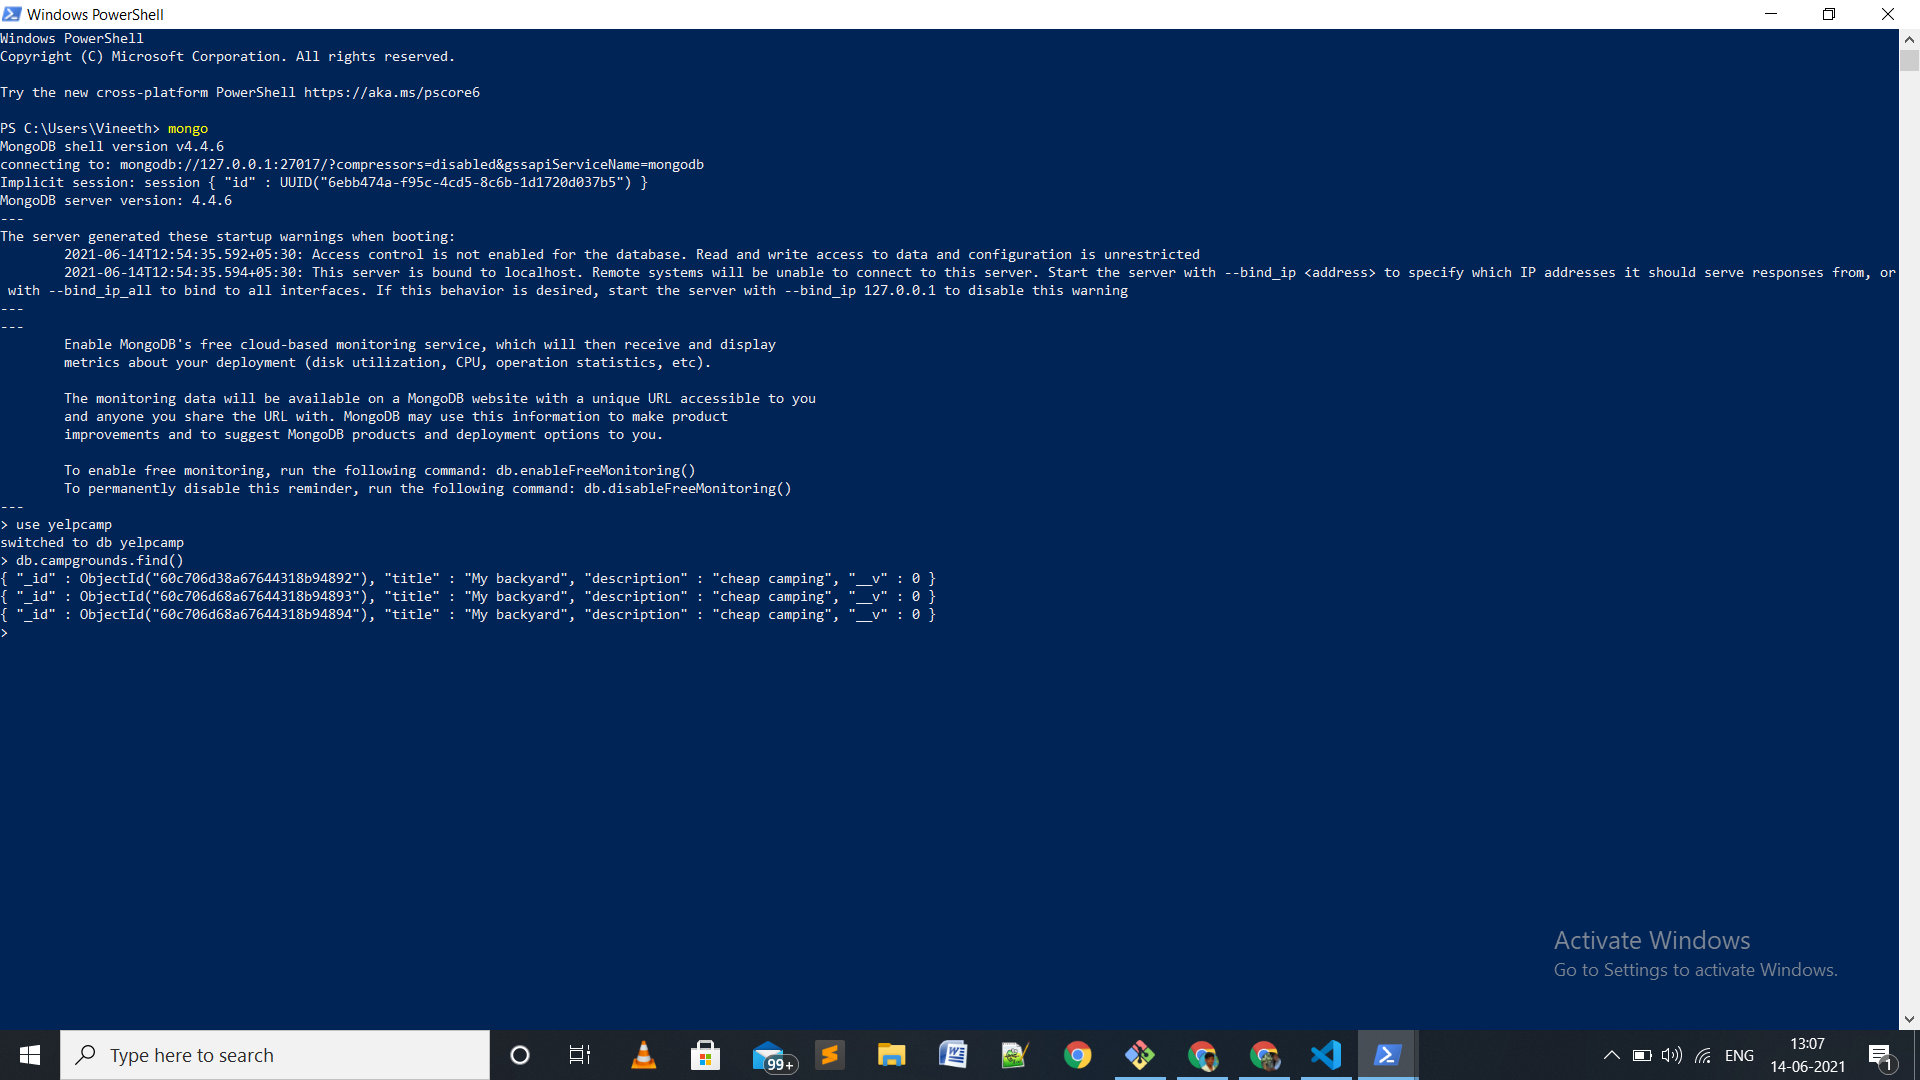 Windows PowerShell
Windows PowerShell
Copyright (C) Microsoft Corporation. All rights reserved.
Try the new cross-platform PowerShell https://aka.ms/pscore6
PS C:\Users\Vineeth> mongo
MongoDB shell version v4.4.6
connecting to: mongodb://127.0.0.1:27017/?compressors=disabled&gssapiServiceName=mongodb
Implicit session: session { "id" : UUID("6ebb474a-f95c-4cd5-8c6b-1d1720d037b5") }
MongoDB server version: 4.4.6
---
The server generated these startup warnings when booting:
2021-06-14T12:54:35.592+05:30: Access control is not enabled for the database. Read and write access to data and configuration is unrestricted
2021-06-14T12:54:35.594+05:30: This server is bound to localhost. Remote systems will be unable to connect to this server. Start the server with --bind_ip <address> to specify which IP addresses it should serve responses from, or
with --bind_ip_all to bind to all interfaces. If this behavior is desired, start the server with --bind_ip 127.0.0.1 to disable this warning
---
---
Enable MongoDB's free cloud-based monitoring service, which will then receive and display
metrics about your deployment (disk utilization, CPU, operation statistics, etc).
The monitoring data will be available on a MongoDB website with a unique URL accessible to you
and anyone you share the URL with. MongoDB may use this information to make product
improvements and to suggest MongoDB products and deployment options to you.
To enable free monitoring, run the following command: db.enableFreeMonitoring()
To permanently disable this reminder, run the following command: db.disableFreeMonitoring()
---
> use yelpcamp
switched to db yelpcamp
> db.campgrounds.find()
{ "_id" : ObjectId("60c706d38a67644318b94892"), "title" : "My backyard", "description" : "cheap camping", "__v" : 0 }
{ "_id" : ObjectId("60c706d68a67644318b94893"), "title" : "My backyard", "description" : "cheap camping", "__v" : 0 }
{ "_id" : ObjectId("60c706d68a67644318b94894"), "title" : "My backyard", "description" : "cheap camping", "__v" : 0 }
>
Activate Windows
Go to Settings to activate Windows.
Type here to search
99+
ENG
13:07
14-06-2021
1